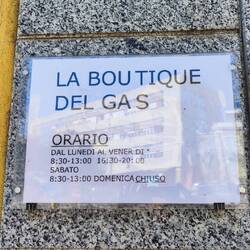 LA BOUTIQUE
DEL GAS
ORARIO
DAL LUNEDI AL VENERDI *
8:30-13:00 16:30-20:00
SABATO
8:30-13:00 DOMENICA CHIUSO